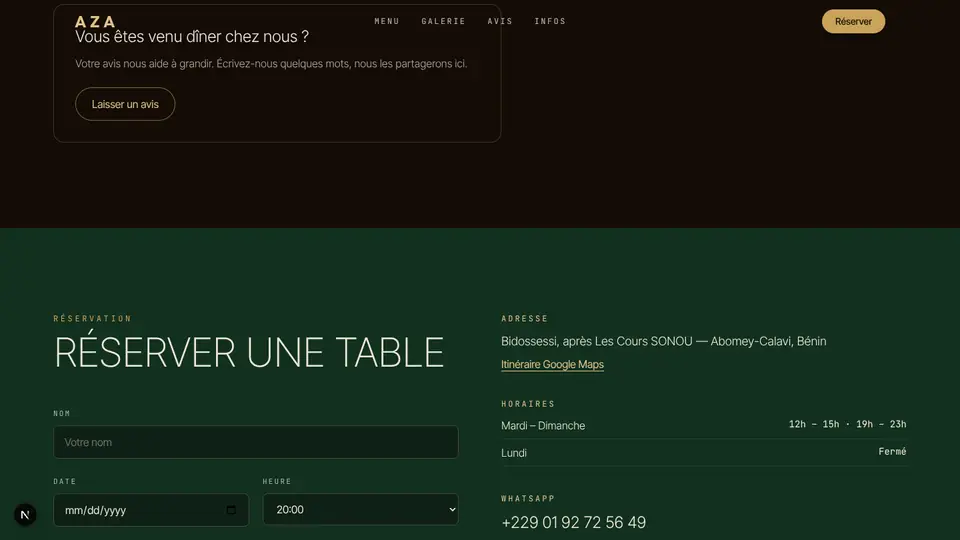 AZA
MENU GALERIE AVIS INFOS
Réserver
Vous êtes venu dîner chez nous ?
Votre avis nous aide à grandir. Écrivez-nous quelques mots, nous les partagerons ici.
Laisser un avis
RÉSERVATION
RÉSERVER UNE TABLE
NOM
Votre nom
DATE
HEURE
mm/dd/yyyy
20:00
ADRESSE
Bidossessi, après Les Cours SONOU — Abomey-Calavi, Bénin
Itinéraire Google Maps
HORAIRES
Mardi – Dimanche 12h – 15h · 19h – 23h
Lundi Fermé
WHATSAPP
+229 01 92 72 56 49
N